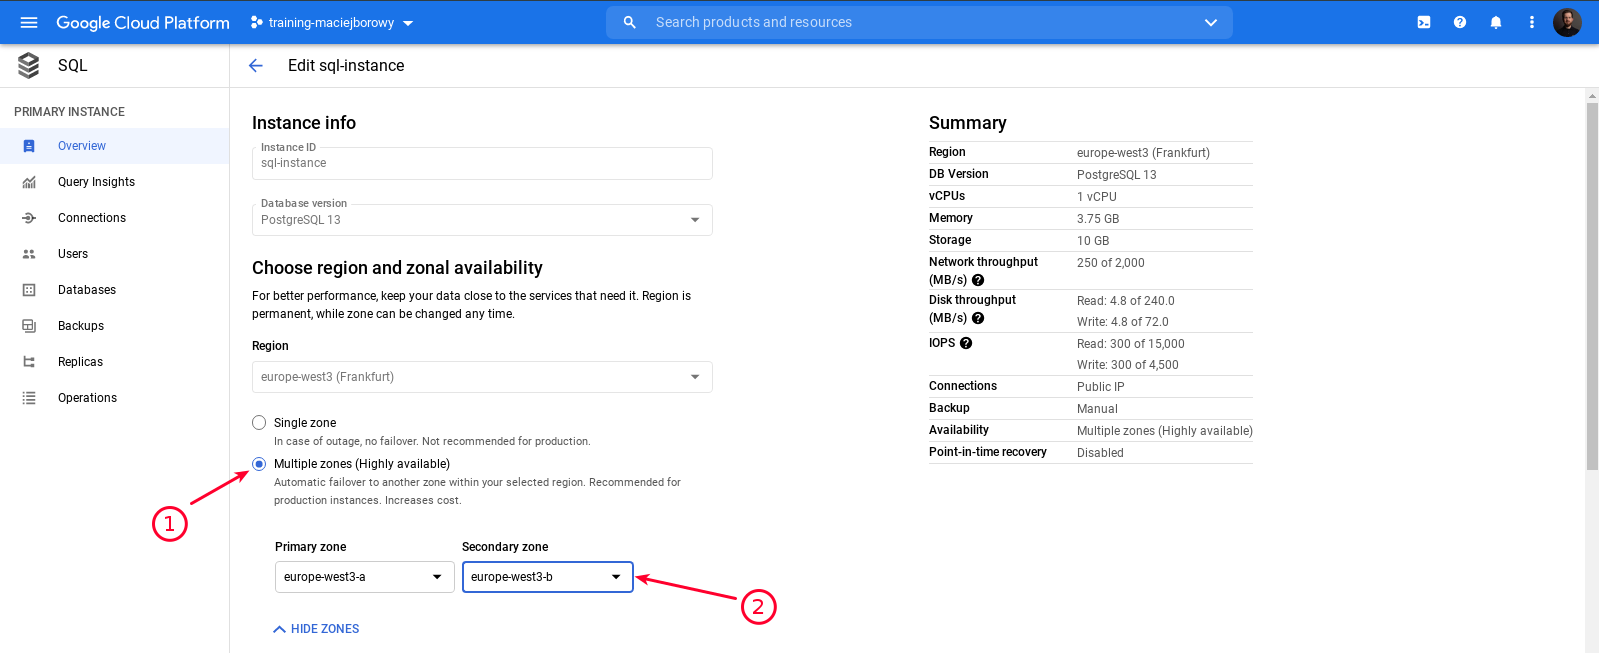 Google Cloud Platform
training-maciejborowy
Search products and resources
SQL
Edit sql-instance
PRIMARY INSTANCE
Overview
Query Insights
Connections
Users
Databases
Backups
Replicas
Operations
Instance info
Instance ID
sql-instance
Database version
PostgreSQL 13
Choose region and zonal availability
For better performance, keep your data close to the services that need it. Region is
permanent, while zone can be changed any time.
Region
europe-west3 (Frankfurt)
Single zone
In case of outage, no failover. Not recommended for production.
Multiple zones (Highly available)
Automatic failover to another zone within your selected region. Recommended for
production instances. Increases cost.
1
Primary zone
Secondary zone
europe-west3-a
europe-west3-b
2
HIDE ZONES
Summary
Region europe-west3 (Frankfurt)
DB Version PostgreSQL 13
vCPUs 1 vCPU
Memory 3.75 GB
Storage 10 GB
Network throughput 250 of 2,000
(MB/s) ?
Disk throughput Read: 4.8 of 240.0
(MB/s) ? Write: 4.8 of 72.0
IOPS ? Read: 300 of 15,000
Write: 300 of 4,500
Connections Public IP
Backup Manual
Availability Multiple zones (Highly available)
Point-in-time recovery Disabled